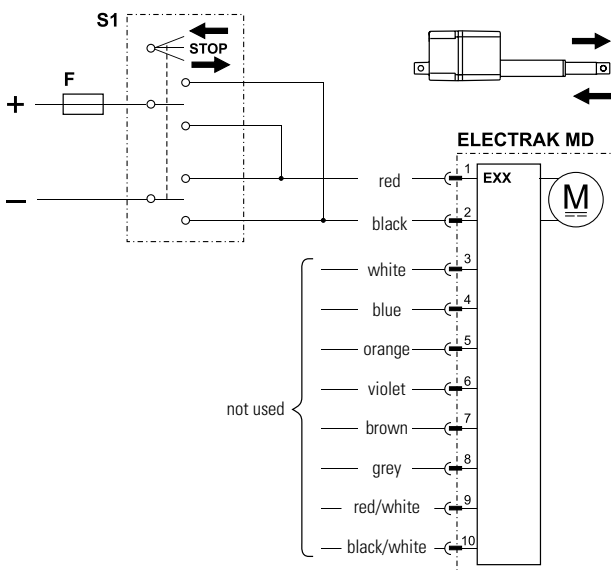 S1
STOP
F
+
−
ELECTRAK MD
red 1 EXX M
black 2
white 3
blue 4
orange 5
violet 6
not used
brown 7
grey 8
red/white 9
black/white 10